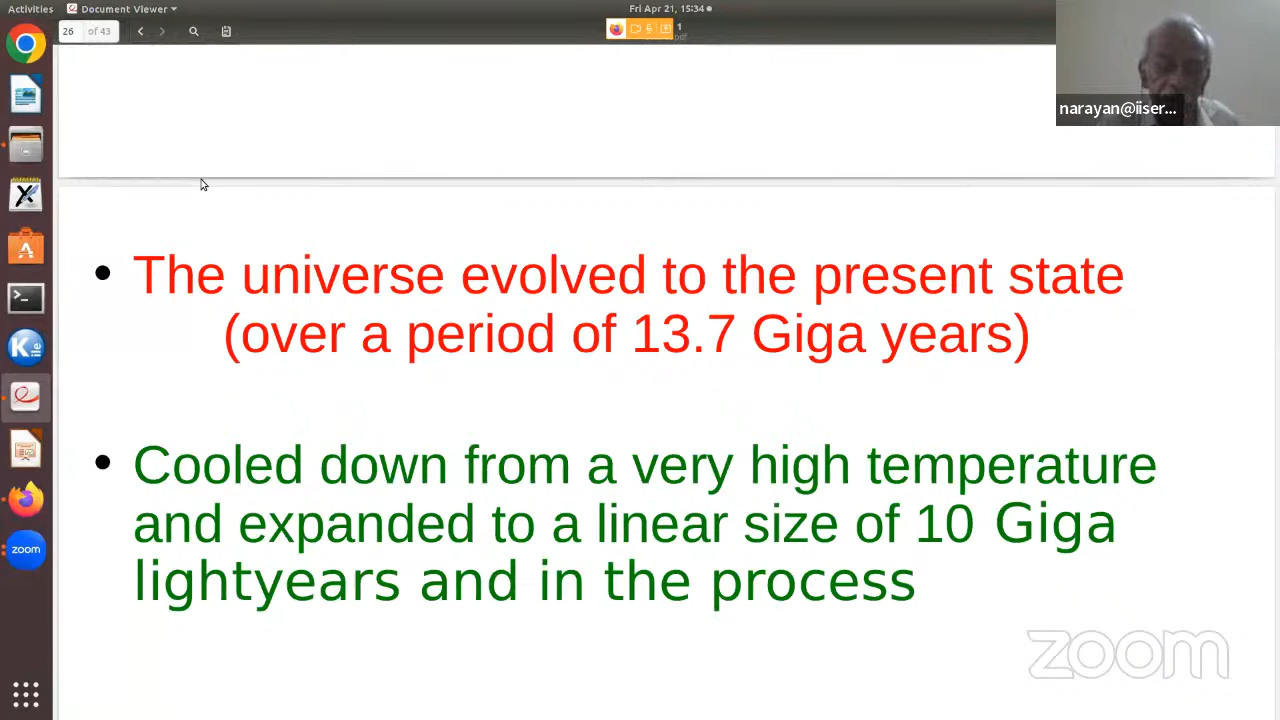 Activities
Document Viewer
Fri Apr 21, 15:34
26
of 43
1
narayan@iiser...
• The universe evolved to the present state
(over a period of 13.7 Giga years)
• Cooled down from a very high temperature
and expanded to a linear size of 10 Giga
lightyears and in the process
zoom
zoom